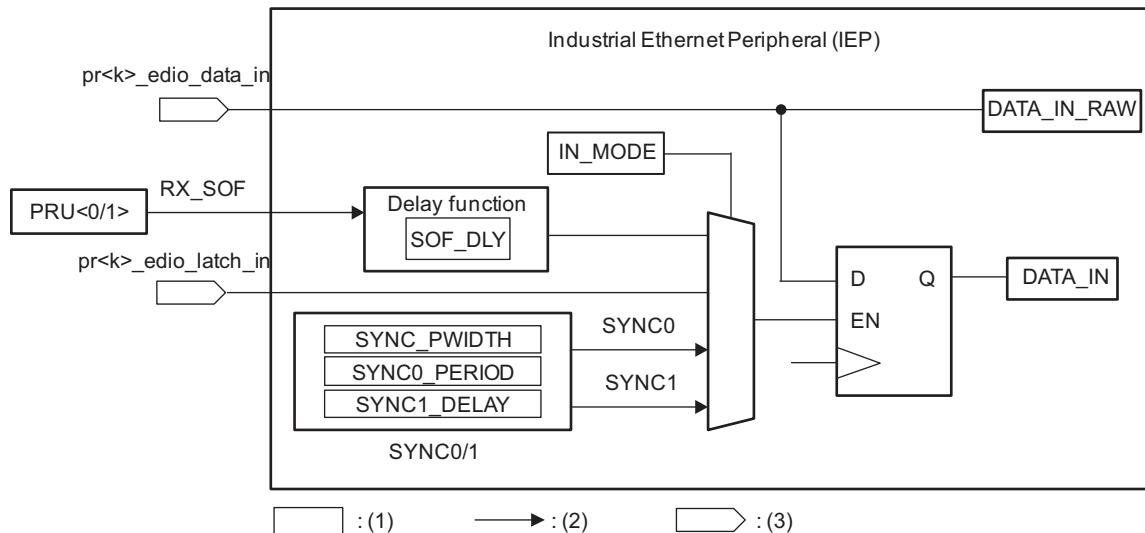 Industrial Ethernet Peripheral (IEP)
pr<k>_edio_data_in
DATA_IN_RAW
IN_MODE
RX_SOF
PRU<0/1>
Delay function
SOF_DLY
pr<k>_edio_latch_in
D Q
DATA_IN
EN
SYNC0
SYNC_PWIDTH
SYNC0_PERIOD
SYNC1
SYNC1_DELAY
SYNC0/1
: (1) : (2) : (3)